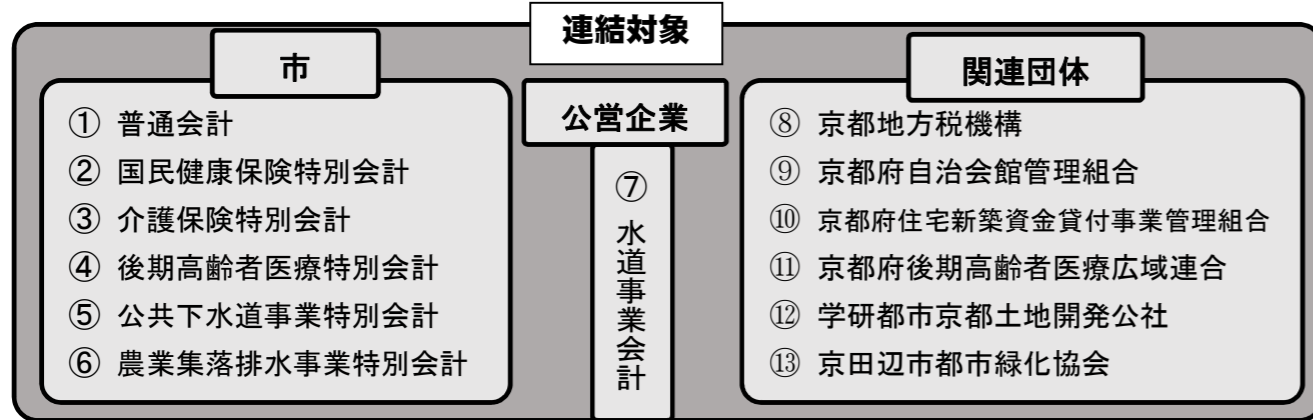 連結対象
市
① 普通会計
② 国民健康保険特別会計
③ 介護保険特別会計
④ 後期高齢者医療特別会計
⑤ 公共下水道事業特別会計
⑥ 農業集落排水事業特別会計
公営企業
⑦水道事業会計
関連団体
⑧ 京都地方税機構
⑨ 京都府自治会館管理組合
⑩ 京都府住宅新築資金貸付事業管理組合
⑪ 京都府後期高齢者医療広域連合
⑫ 学研都市京都土地開発公社
⑬ 京田辺市都市緑化協会